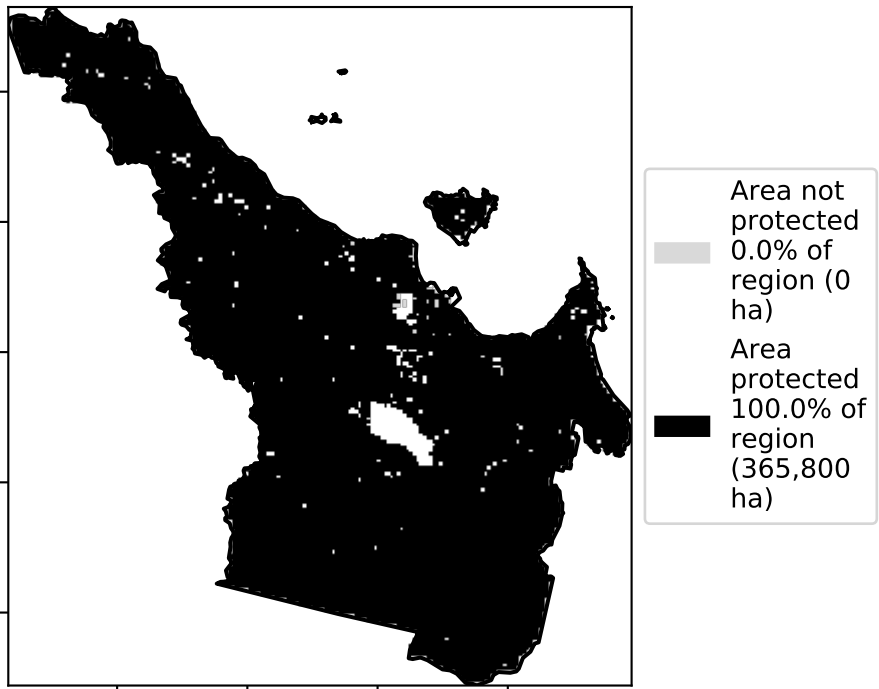 Area not
protected
0.0% of
region (0
ha)
Area
protected
100.0% of
region
(365,800
ha)